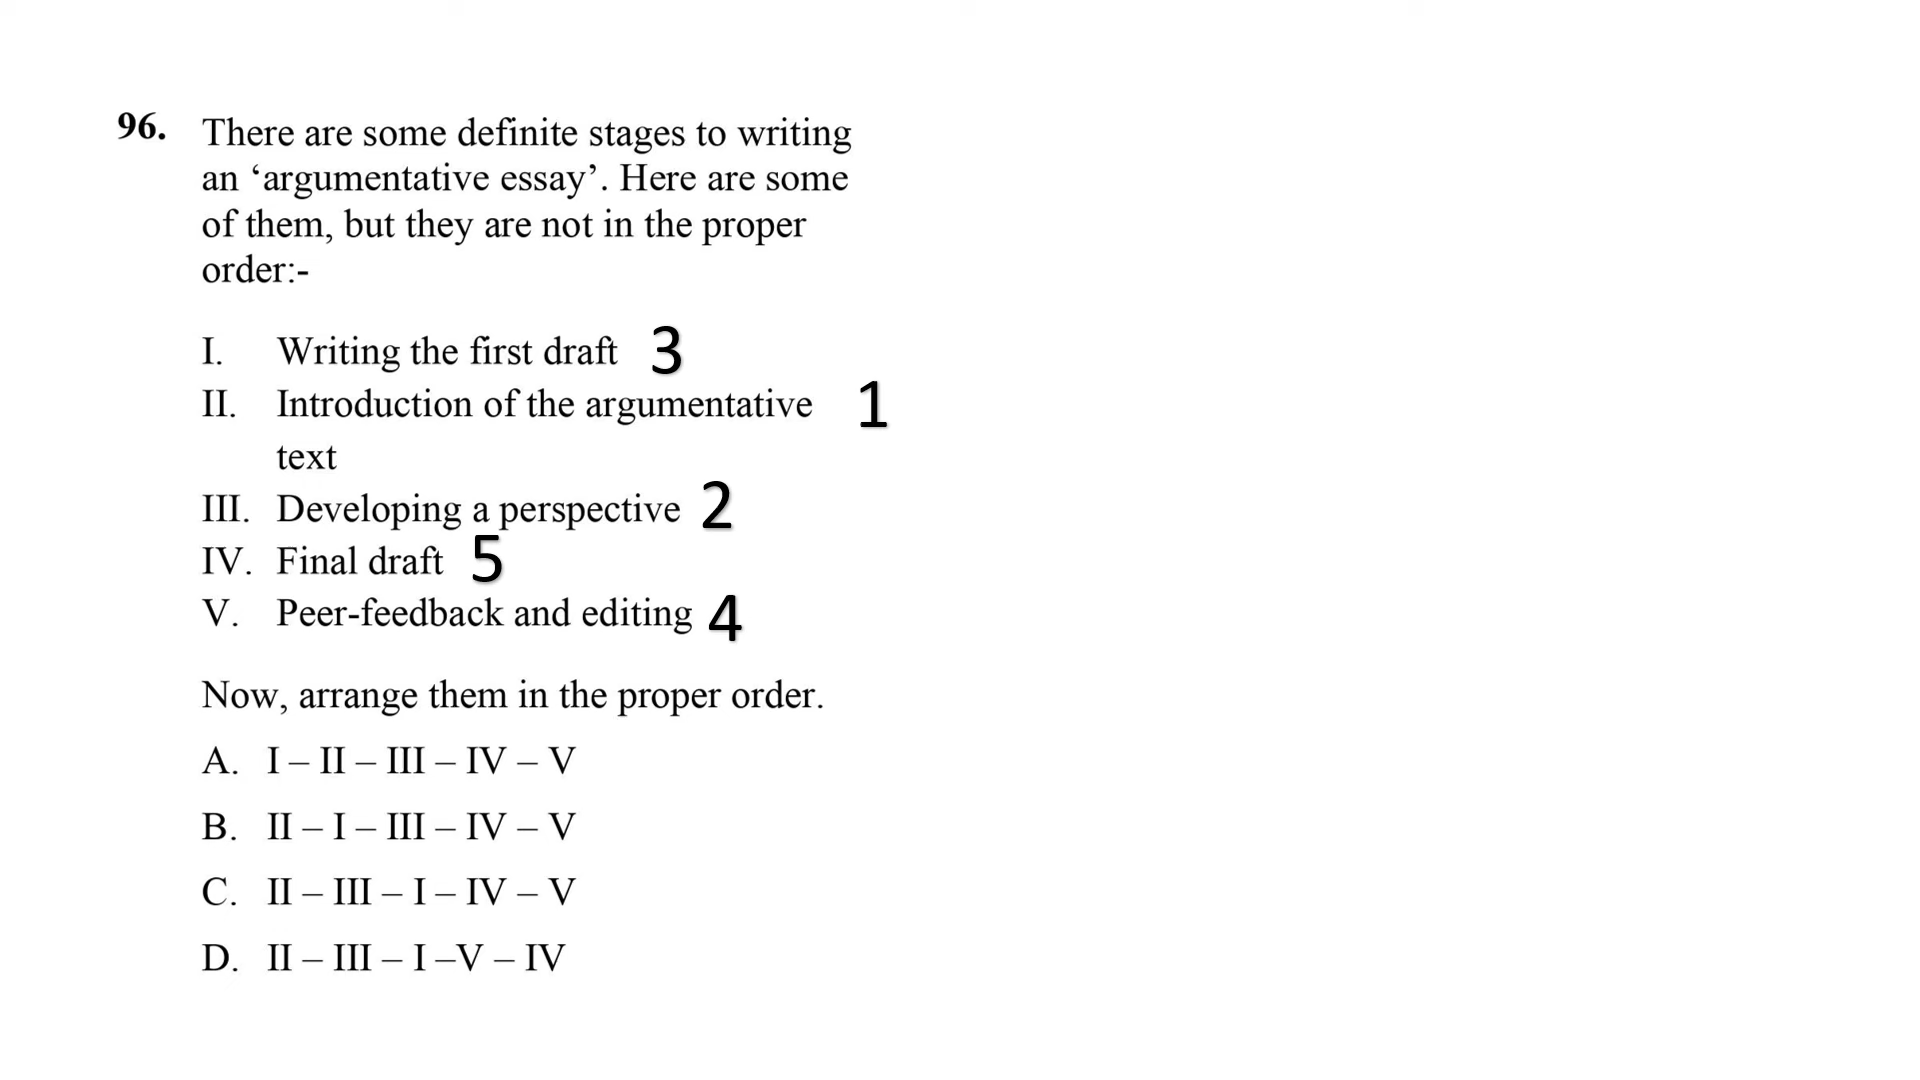 96. There are some definite stages to writing
an ‘argumentative essay’. Here are some
of them, but they are not in the proper
order:-
I. Writing the first draft 3
II. Introduction of the argumentative 1
text
III. Developing a perspective 2
IV. Final draft 5
V. Peer-feedback and editing 4
Now, arrange them in the proper order.
A. I – II – III – IV – V
B. II – I – III – IV – V
C. II – III – I – IV – V
D. II – III – I –V – IV